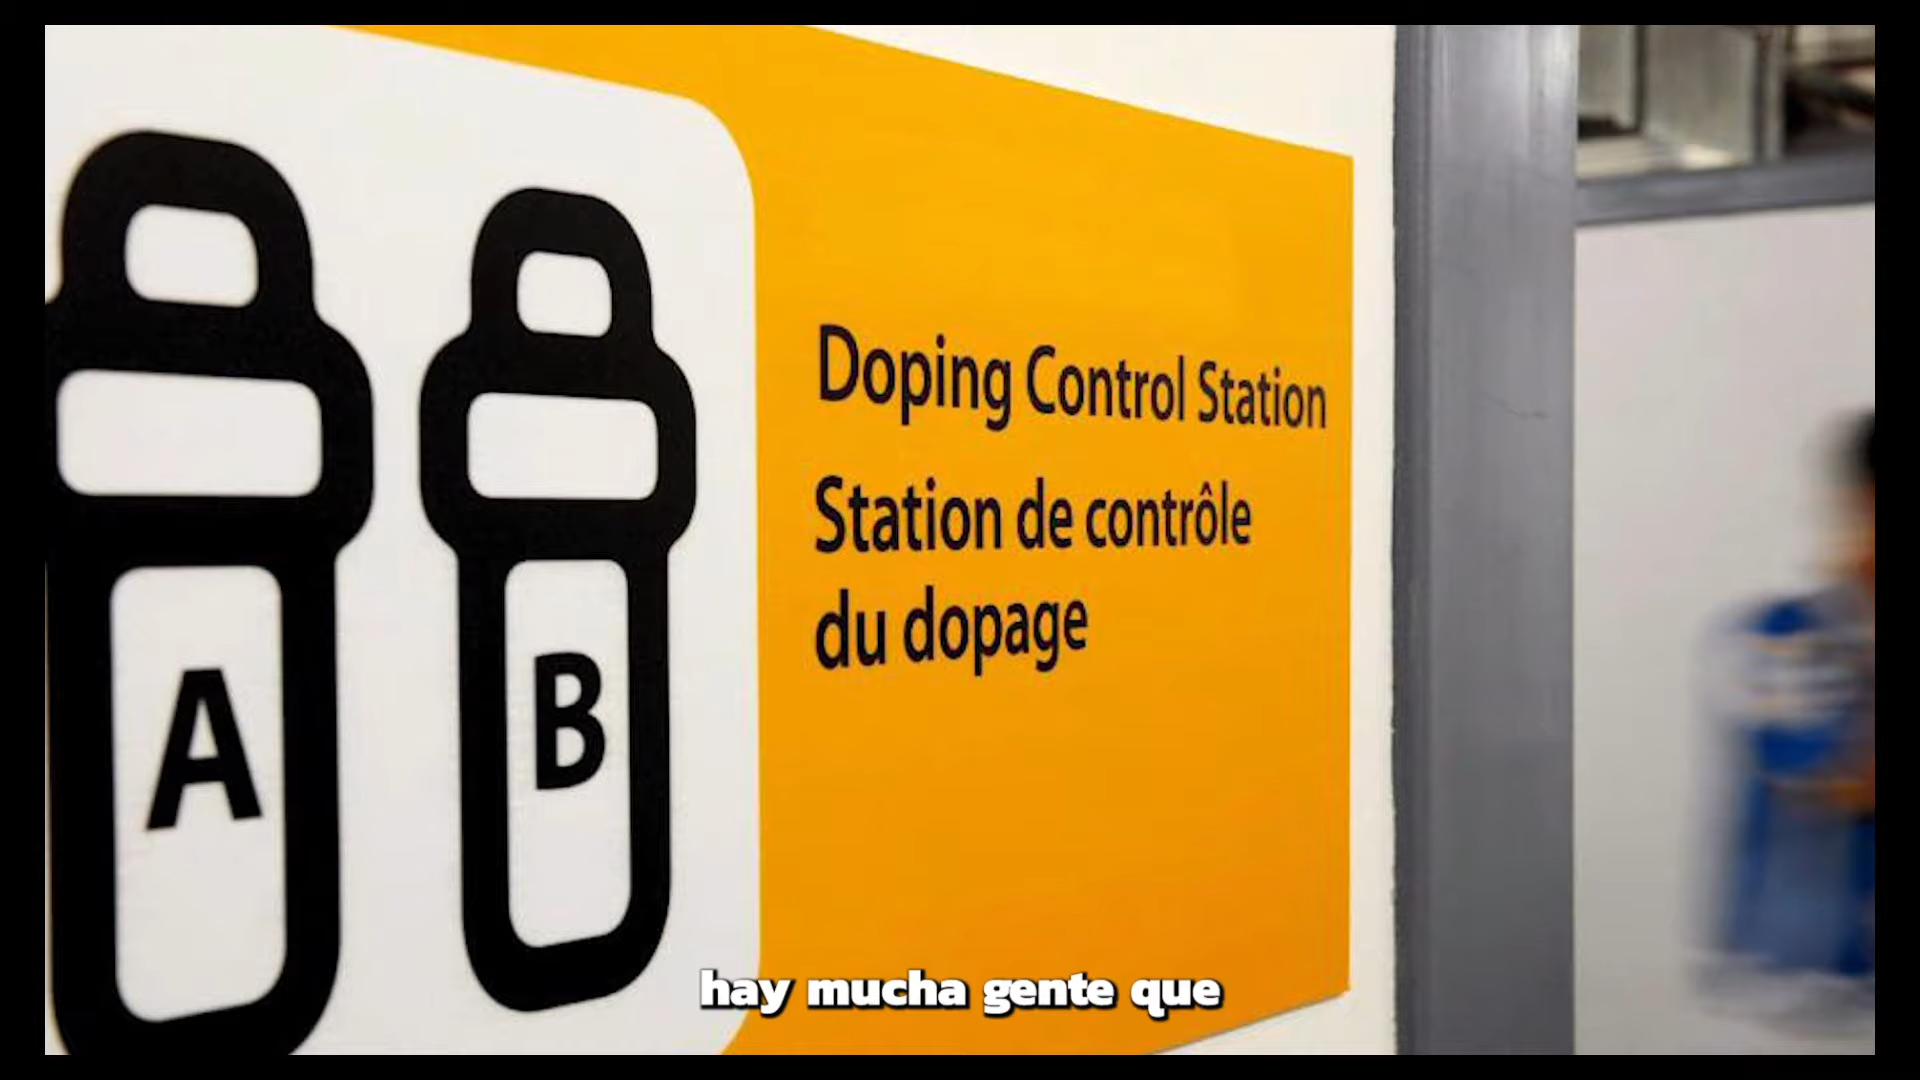 A
B
Doping Control Station
Station de contrôle
du dopage
hay mucha gente que